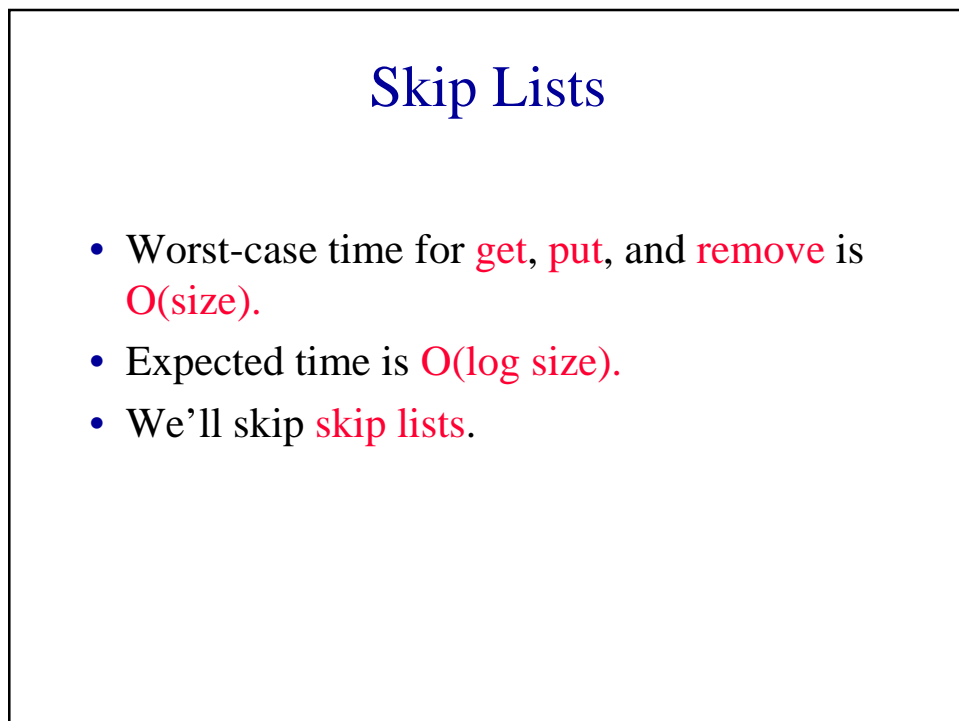 Skip Lists
• Worst-case time for get, put, and remove is
O(size).
• Expected time is O(log size).
• We’ll skip skip lists.